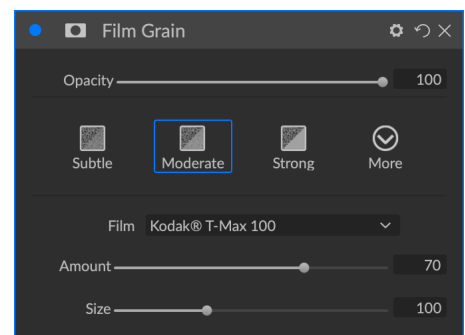 Film Grain
Opacity 100
Subtle Moderate Strong More
Film Kodak® T-Max 100
Amount 70
Size 100